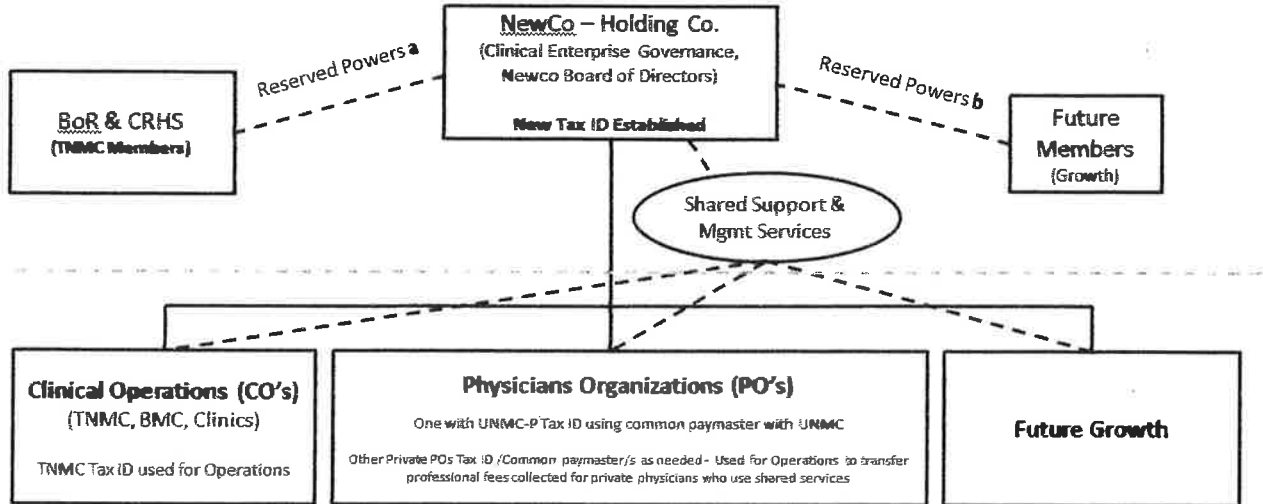 NewCo – Holding Co.
(Clinical Enterprise Governance,
Newco Board of Directors)
New Tax ID Established
Reserved Powers a
Reserved Powers b
BoR & CRHS
(TNMC Members)
Future
Members
(Growth)
Shared Support &
Mgmt Services
Clinical Operations (CO's)
(TNMC, BMC, Clinics)
TNMC Tax ID used for Operations
Physicians Organizations (PO's)
One with UNMC-P Tax ID using common paymaster with UNMC
Other Private POs Tax ID /Common paymaster/s as needed - Used for Operations to transfer
professional fees collected for private physicians who use shared services
Future Growth